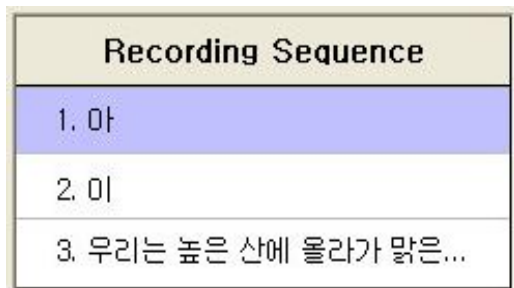 Recording Sequence
1. 아
2. 이
3. 우리는 높은 산에 올라가 맑은...